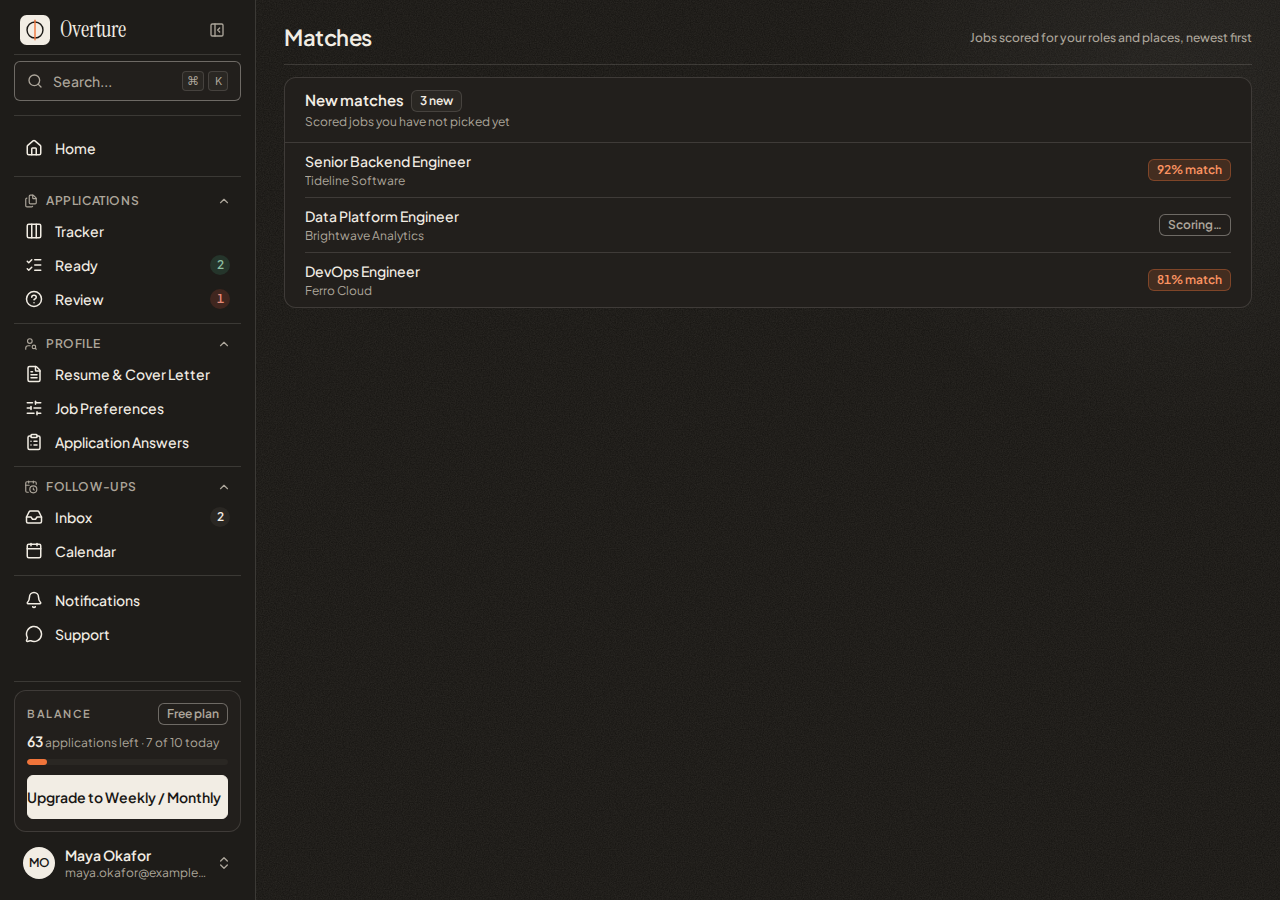 Overture
Search...
⌘ K
Home
APPLICATIONS
Tracker
Ready 2
Review 1
PROFILE
Resume & Cover Letter
Job Preferences
Application Answers
FOLLOW-UPS
Inbox 2
Calendar
Notifications
Support
BALANCE Free plan
63 applications left · 7 of 10 today
Upgrade to Weekly / Monthly
MO Maya Okafor
maya.okafor@example...
Matches
Jobs scored for your roles and places, newest first
New matches 3 new
Scored jobs you have not picked yet
Senior Backend Engineer
Tideline Software
92% match
Data Platform Engineer
Brightwave Analytics
Scoring...
DevOps Engineer
Ferro Cloud
81% match